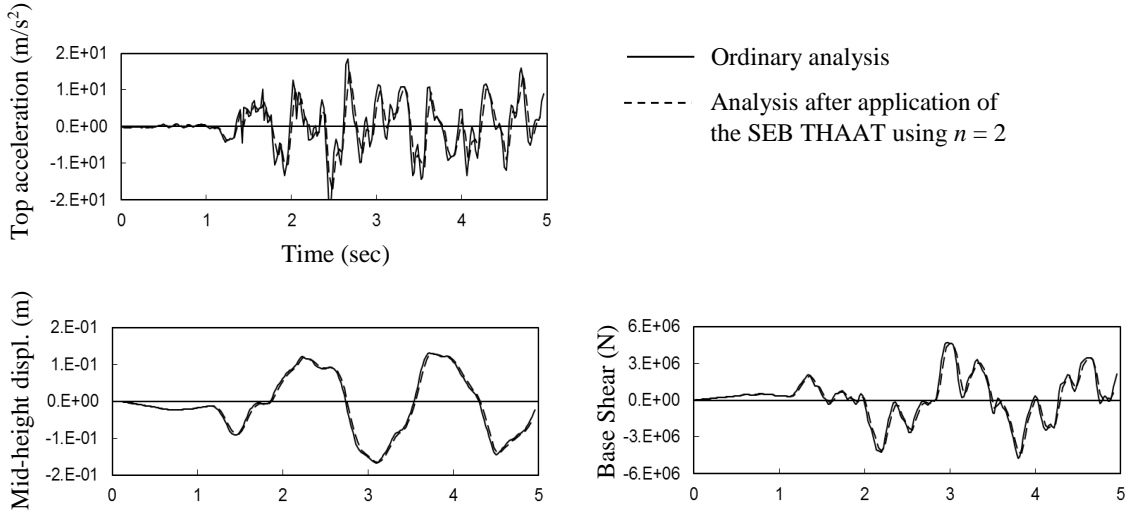 Top acceleration (m/s²)
2.E+01
1.E+01
0.E+00
-1.E+01
-2.E+01
0 1 2 3 4 5
Time (sec)
Ordinary analysis
Analysis after application of
the SEB THAAT using n = 2
Mid-height displ. (m)
2.E-01
1.E-01
0.E+00
-1.E-01
-2.E-01
0 1 2 3 4 5
Base Shear (N)
6.E+06
3.E+06
0.E+00
-3.E+06
-6.E+06
0 1 2 3 4 5